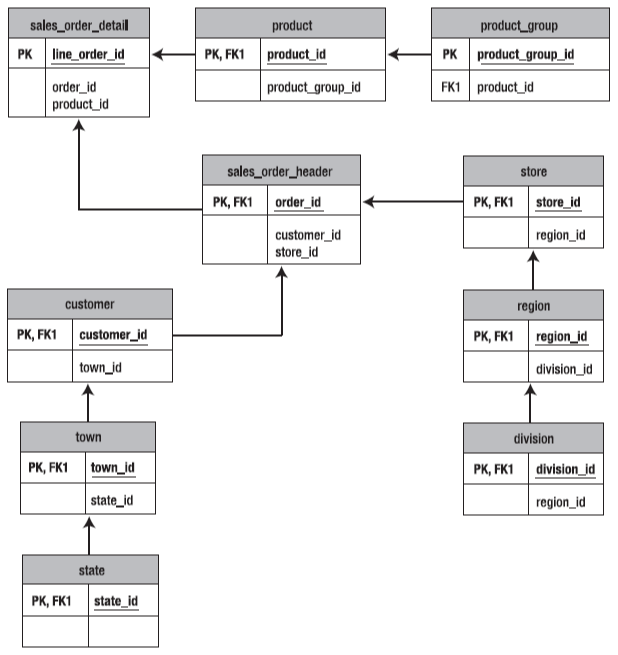 sales_order_detail
PK line_order_id
order_id
product_id
product
PK, FK1 product_id
product_group_id
product_group
PK product_group_id
FK1 product_id
sales_order_header
PK, FK1 order_id
customer_id
store_id
store
PK, FK1 store_id
region_id
customer
PK, FK1 customer_id
town_id
region
PK, FK1 region_id
division_id
town
PK, FK1 town_id
state_id
division
PK, FK1 division_id
region_id
state
PK, FK1 state_id